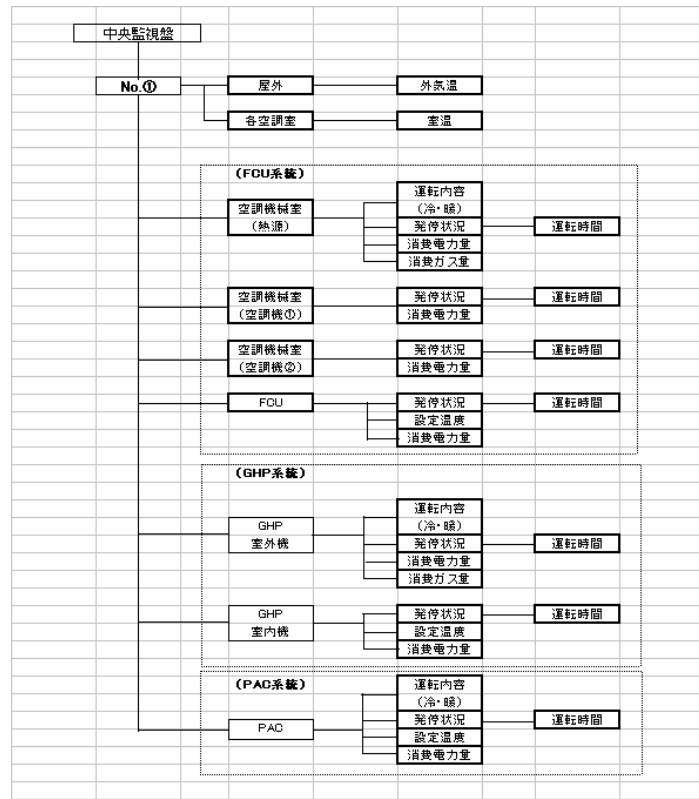 中央監視盤
No.①
屋外
外気温
各空調室
室温
(FCU系統)
空調機械室
(熱源)
運転内容
(冷・暖)
発停状況
運転時間
消費電力量
消費ガス量
空調機械室
(空調機①)
発停状況
運転時間
消費電力量
空調機械室
(空調機②)
発停状況
運転時間
消費電力量
FCU
発停状況
運転時間
設定温度
消費電力量
(GHP系統)
GHP
室外機
運転内容
(冷・暖)
発停状況
運転時間
消費電力量
消費ガス量
GHP
室内機
発停状況
運転時間
設定温度
消費電力量
(PAC系統)
PAC
運転内容
(冷・暖)
発停状況
運転時間
設定温度
消費電力量